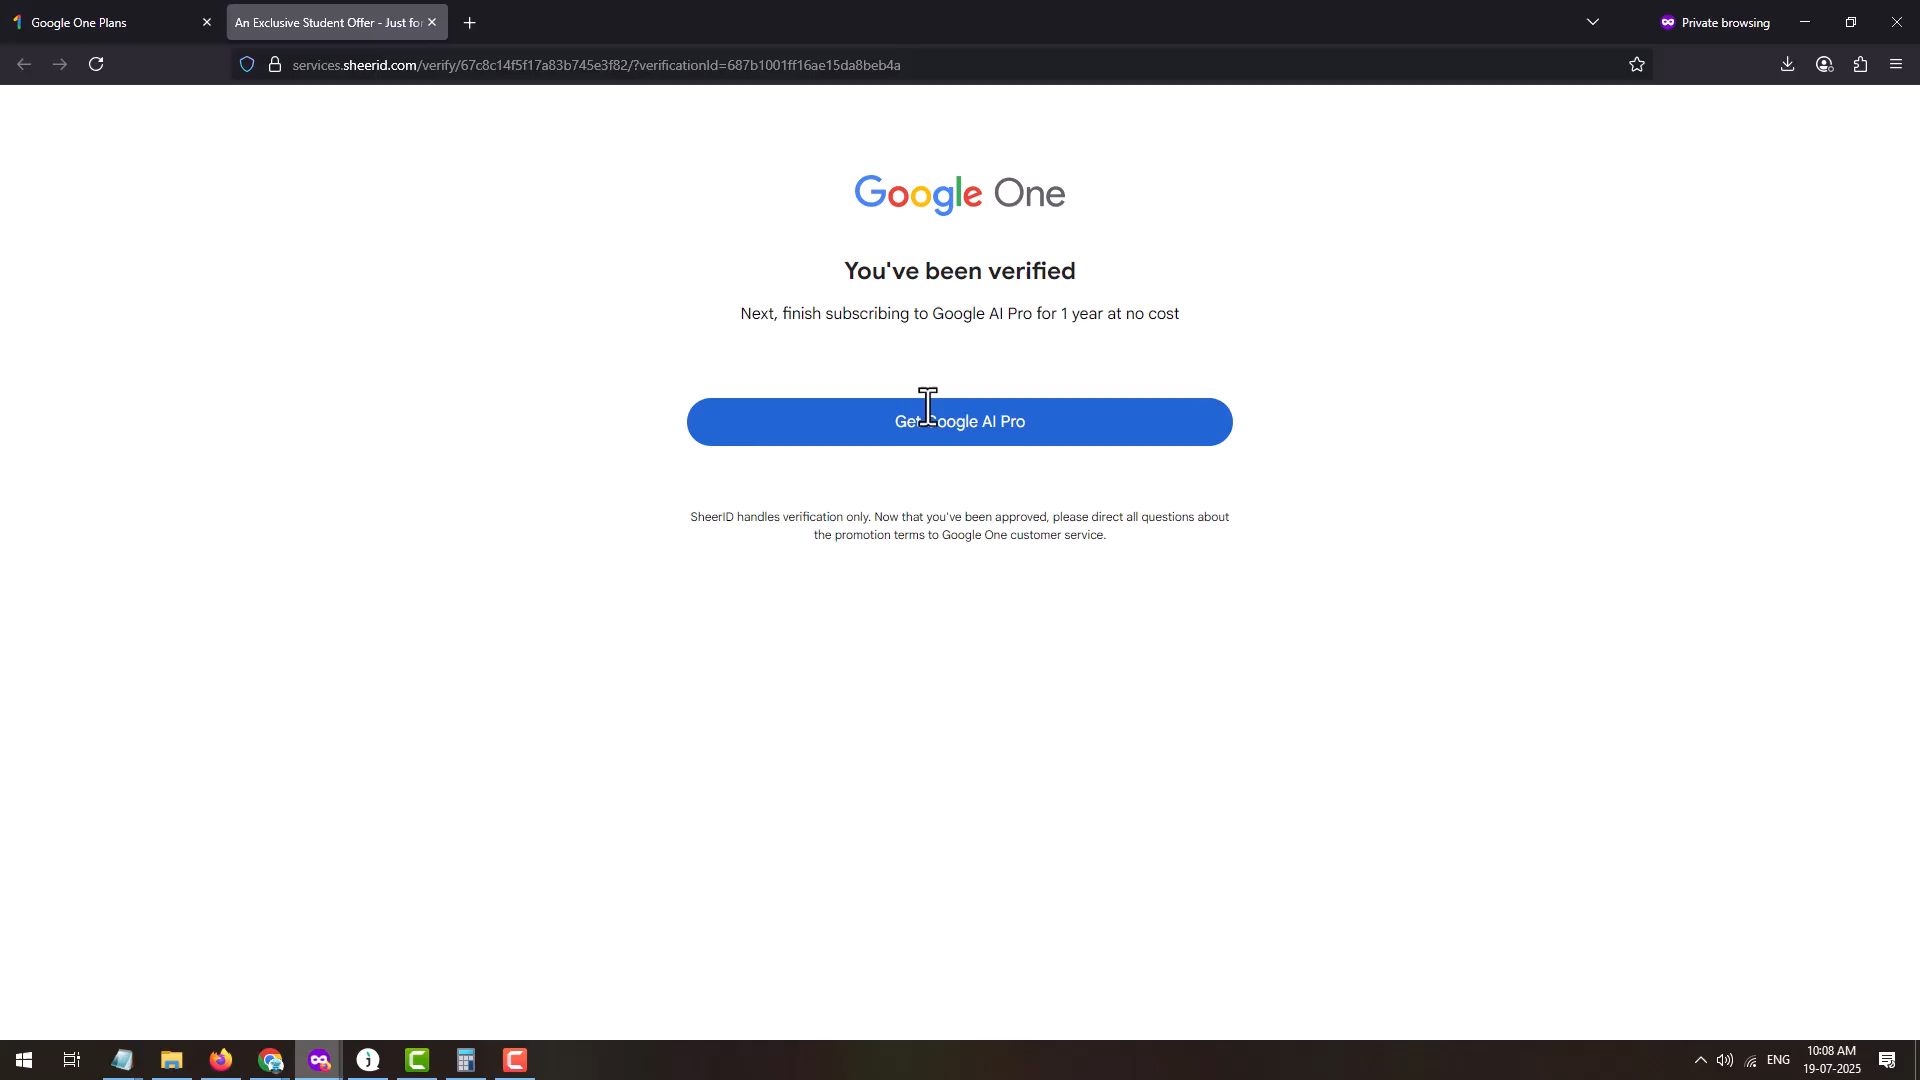 Google One Plans
An Exclusive Student Offer - Just for
Private browsing
services.sheerid.com/verify/67c8c14f5f17a83b745e3f82/?verificationId=687b1001ff16ae15da8beb4a
Google One
You've been verified
Next, finish subscribing to Google AI Pro for 1 year at no cost
Get Google AI Pro
SheerID handles verification only. Now that you've been approved, please direct all questions about
the promotion terms to Google One customer service.
ENG
10:08 AM
19-07-2025